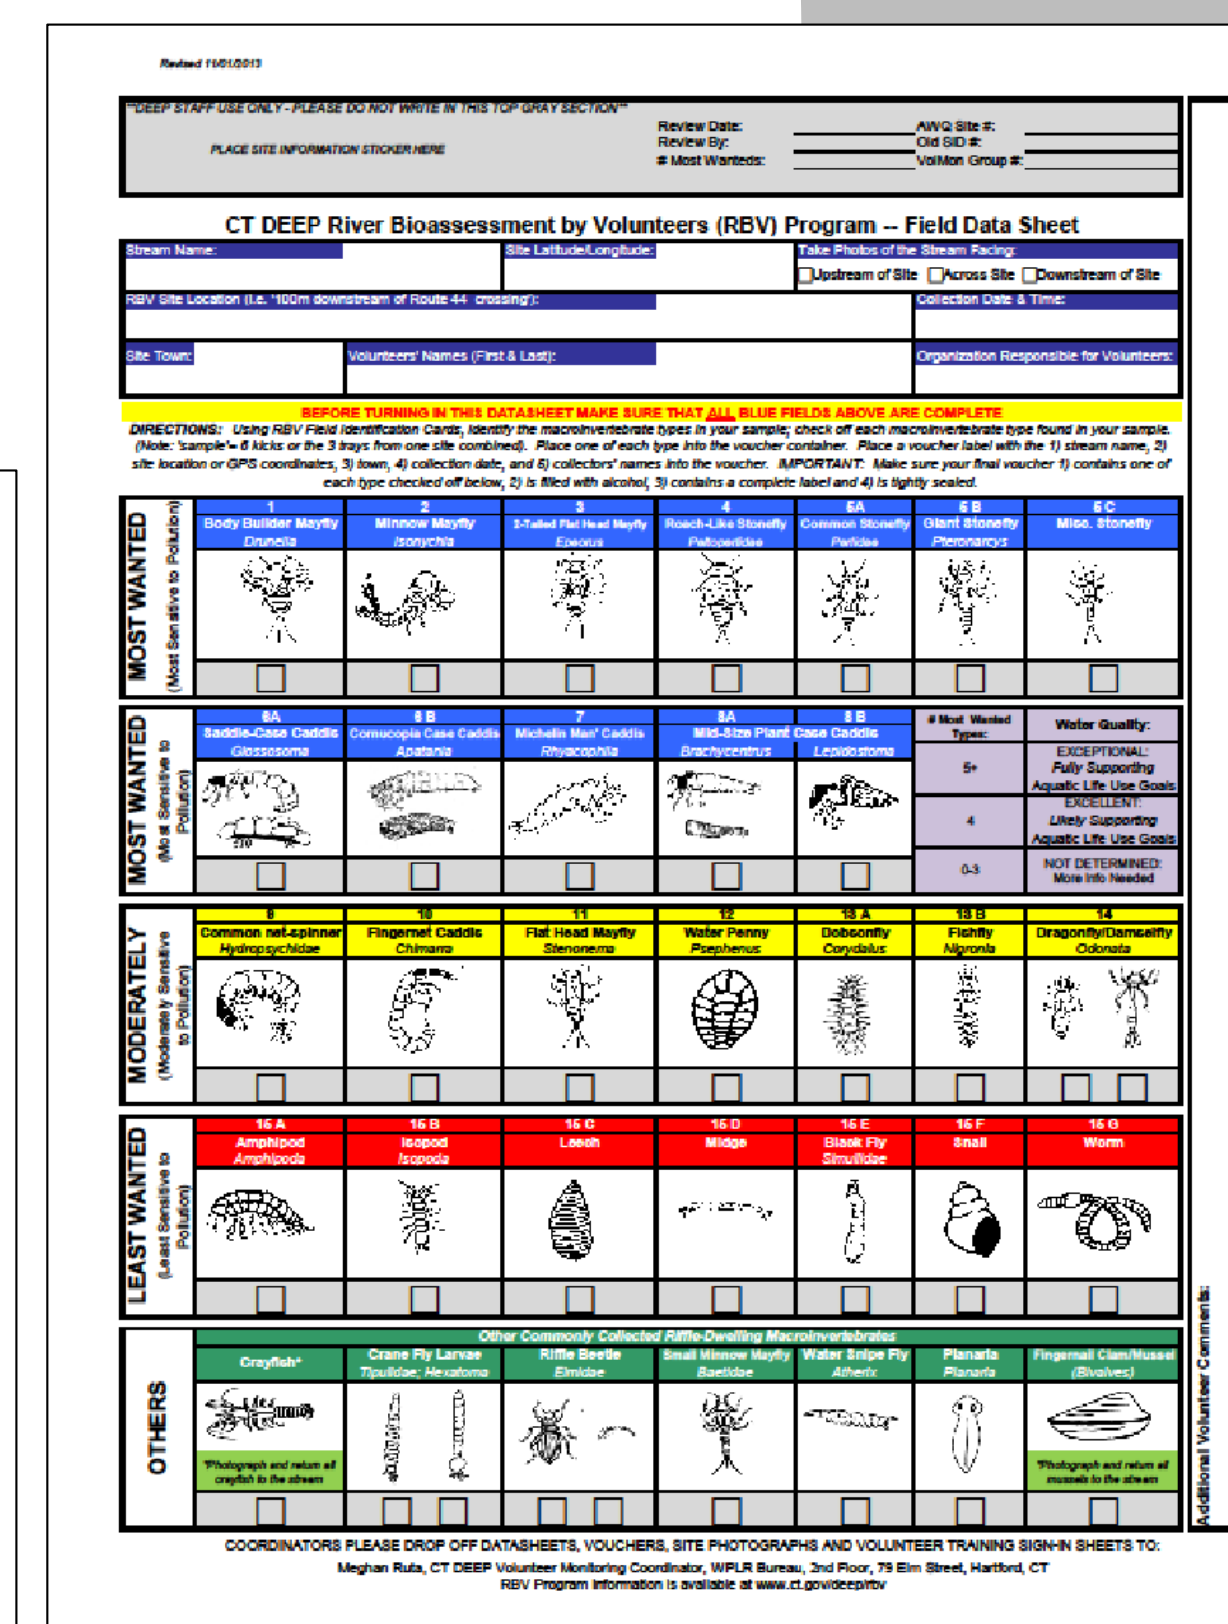 Revised 11/01/2013
**DEEP STAFF USE ONLY - PLEASE DO NOT WRITE IN THIS TOP GRAY SECTION**
PLACE SITE INFORMATION STICKER HERE
Review Date:
AWQ Site #:
Review By:
Old SID #:
# Most Wanteds:
VolMon Group #:
CT DEEP River Bioassessment by Volunteers (RBV) Program -- Field Data Sheet
Stream Name:
Site Latitude/Longitude:
Take Photos of the Stream Facing:
Upstream of Site Across Site Downstream of Site
RBV Site Location (i.e. '100m downstream of Route 44 crossing'):
Collection Date & Time:
Site Town:
Volunteers' Names (First & Last):
Organization Responsible for Volunteers:
BEFORE TURNING IN THIS DATASHEET MAKE SURE THAT ALL BLUE FIELDS ABOVE ARE COMPLETE
DIRECTIONS: Using RBV Field Identification Cards, identify the macroinvertebrate types in your sample; check off each macroinvertebrate type found in your sample.
(Note: 'sample'= 6 kicks or the 3 trays from one site combined). Place one of each type into the voucher container. Place a voucher label with the 1) stream name, 2)
site location or GPS coordinates, 3) town, 4) collection date, and 5) collectors' names into the voucher. IMPORTANT: Make sure your final voucher 1) contains one of
each type checked off below, 2) is filled with alcohol, 3) contains a complete label and 4) is tightly sealed.
MOST WANTED
(Most Sensitive to Pollution)
1 2 3 4 5A 5 B 5 C
Body Builder Mayfly Minnow Mayfly 2-Tailed Flat Head Mayfly Roach-Like Stonefly Common Stonefly Giant Stonefly Misc. Stonefly
Drunella Isonychia Epeorus Peltoperlidae Perlidae Pteronarcys
MOST WANTED
(Most Sensitive to
Pollution)
6A 6 B 7 8A 8 B
Saddle-Case Caddis Cornucopia Case Caddis Michelin Man' Caddis Mid-Size Plant Case Caddis
Glossosoma Apatania Rhyacophila Brachycentrus Lepidostoma
# Most Wanted
Types:
Water Quality:
5+
EXCEPTIONAL:
Fully Supporting
Aquatic Life Use Goals
4
EXCELLENT:
Likely Supporting
Aquatic Life Use Goals
0-3
NOT DETERMINED:
More Info Needed
MODERATELY
(Moderately Sensitive
to Pollution)
9 10 11 12 13 A 13 B 14
Common net-spinner Fingernet Caddis Flat Head Mayfly Water Penny Dobsonfly Fishfly Dragonfly/Damselfly
Hydropsychidae Chimarra Stenonema Psephenus Corydalus Nigronia Odonata
LEAST WANTED
(Least Sensitive to
Pollution)
15 A 15 B 15 C 15 D 15 E 15 F 15 G
Amphipod Isopod Leech Midge Black Fly Snail Worm
Amphipoda Isopoda Simuliidae
OTHERS
Other Commonly Collected Riffle-Dwelling Macroinvertebrates
Crayfish* Crane Fly Larvae Riffle Beetle Small Minnow Mayfly Water Snipe Fly Planaria Fingernail Clam/Mussel
Tipulidae; Hexatoma Elmidae Baetidae Atherix Planaria (Bivalves)
*Photograph and return all
crayfish to the stream
*Photograph and return all
mussels to the stream
Additional Volunteer Comments:
COORDINATORS PLEASE DROP OFF DATASHEETS, VOUCHERS, SITE PHOTOGRAPHS AND VOLUNTEER TRAINING SIGN-IN SHEETS TO:
Meghan Ruta, CT DEEP Volunteer Monitoring Coordinator, WPLR Bureau, 2nd Floor, 79 Elm Street, Hartford, CT
RBV Program Information is available at www.ct.gov/deep/rbv